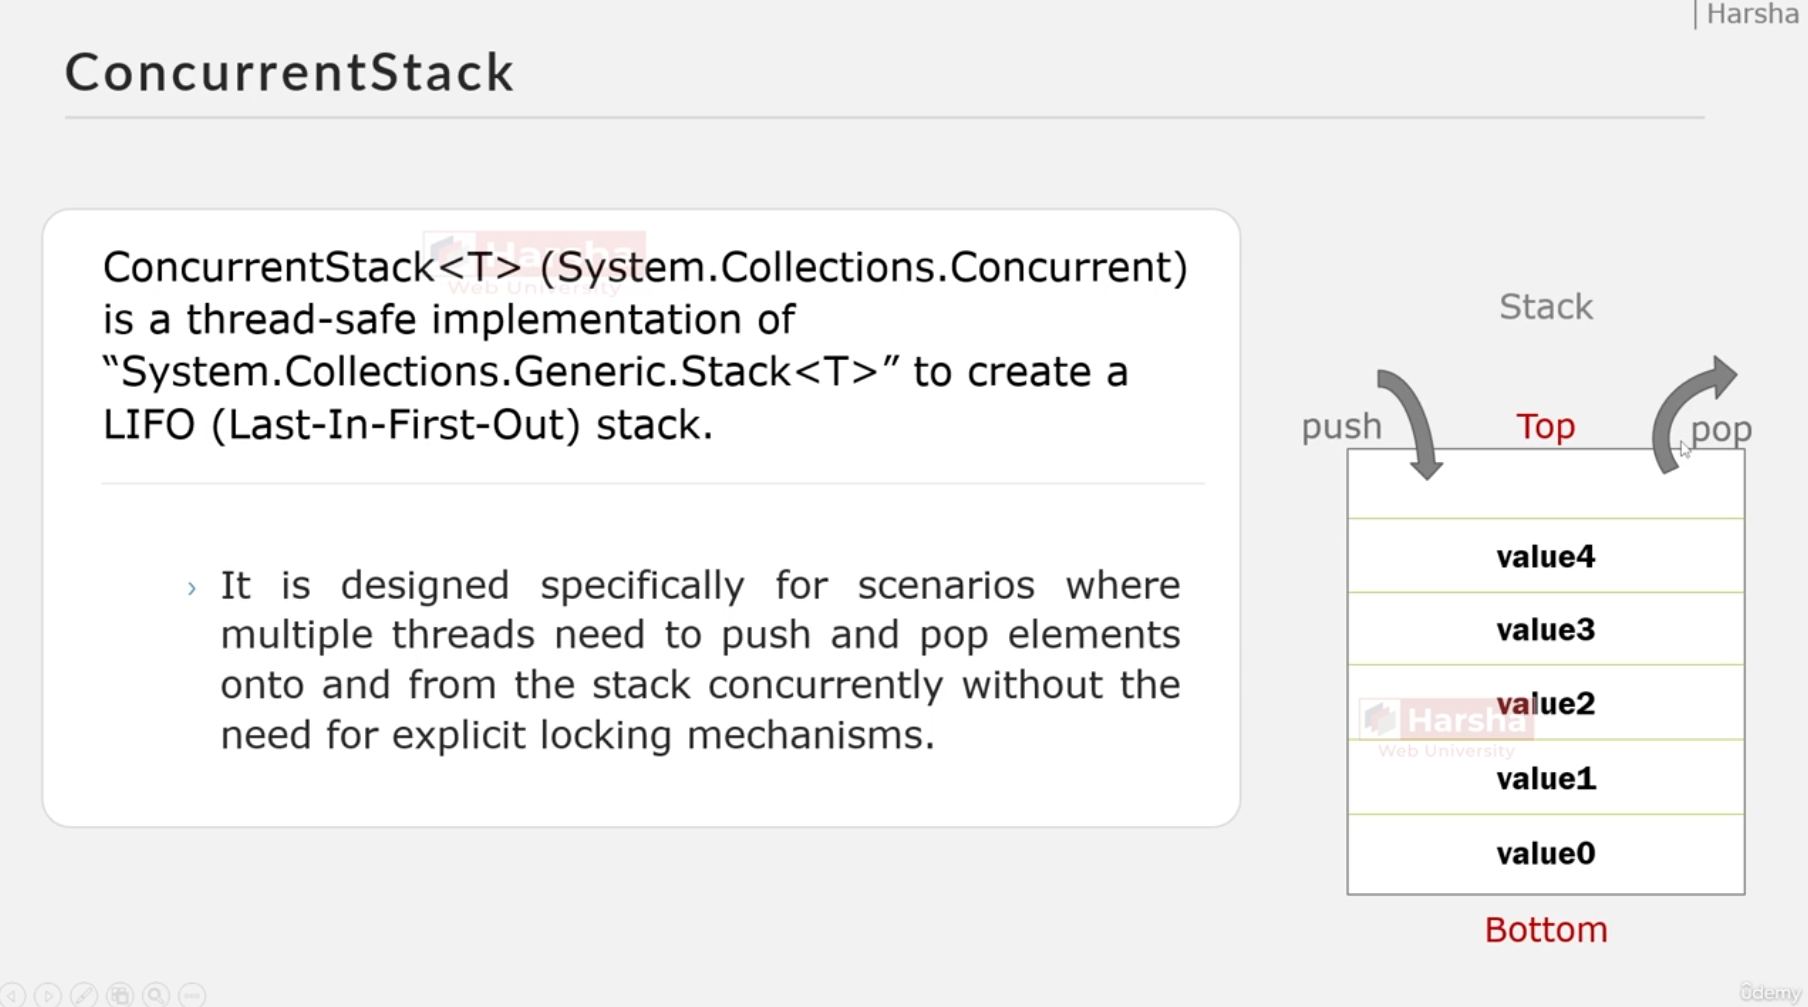 | Harsha
ConcurrentStack
Harsha
Web University
ConcurrentStack<T> (System.Collections.Concurrent)
is a thread-safe implementation of
“System.Collections.Generic.Stack<T>” to create a
LIFO (Last-In-First-Out) stack.
› It is designed specifically for scenarios where
multiple threads need to push and pop elements
onto and from the stack concurrently without the
need for explicit locking mechanisms.
Stack
push
Top
pop
value4
value3
value2
Harsha
Web University
value1
value0
Bottom
ûdemy